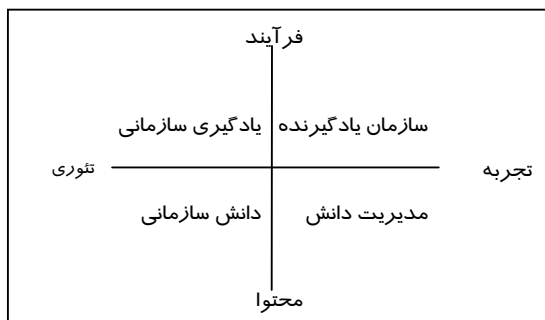 فرآیند
سازمان یادگیرنده
یادگیری سازمانی
تجربه
تئوری
مدیریت دانش
دانش سازمانی
محتوا